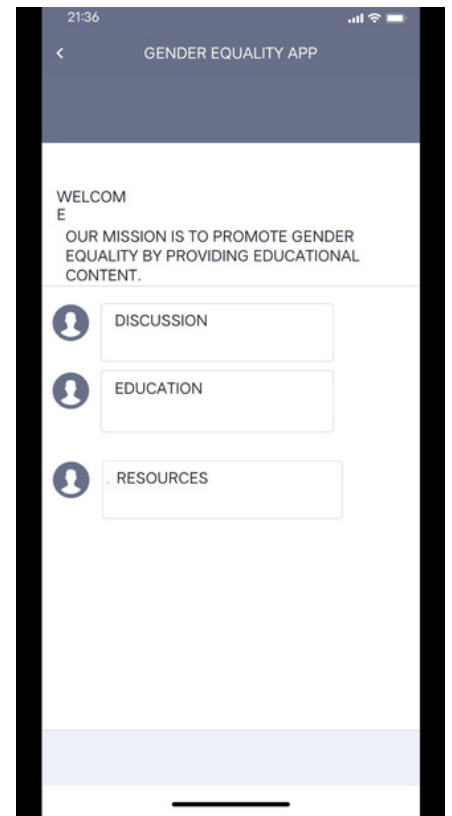 21:36
GENDER EQUALITY APP
WELCOM
E
OUR MISSION IS TO PROMOTE GENDER
EQUALITY BY PROVIDING EDUCATIONAL
CONTENT.
DISCUSSION
EDUCATION
. RESOURCES